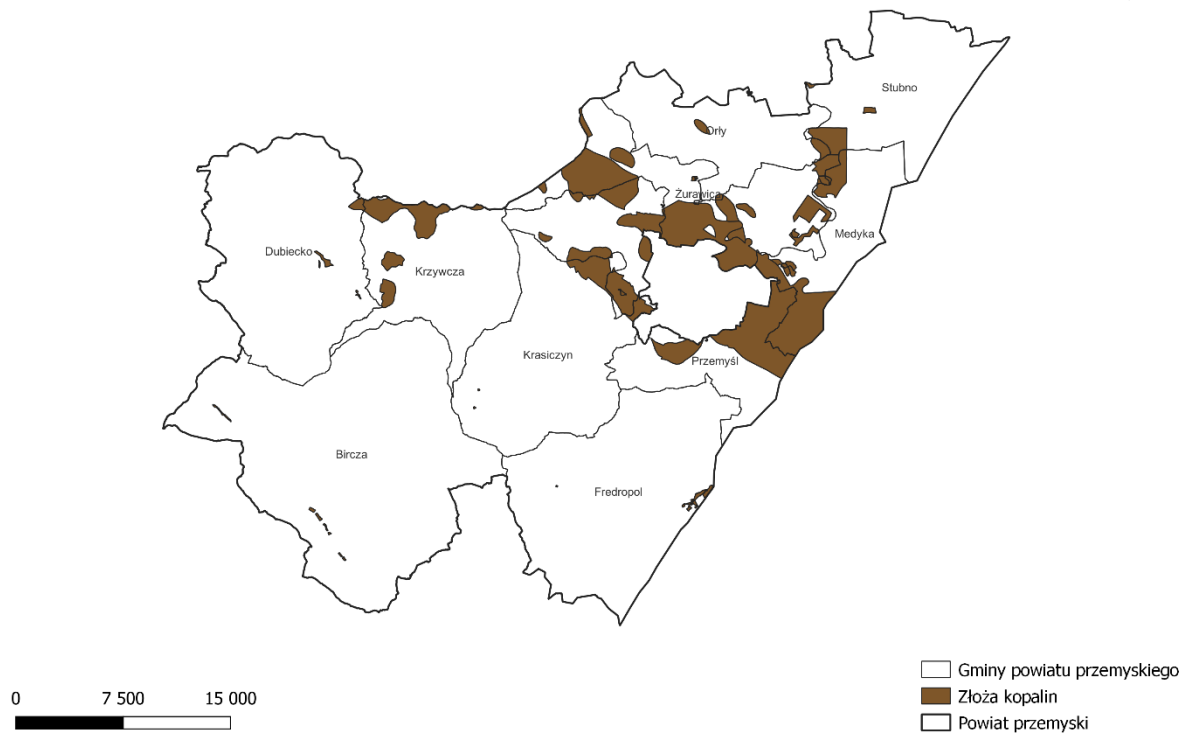 Stubno
Orły
Żurawica
Medyka
Dubiecko
Krzywcza
Krasiczyn
Przemyśl
Bircza
Fredropol
0 7 500 15 000
Gminy powiatu przemyskiego
Złoża kopalin
Powiat przemyski